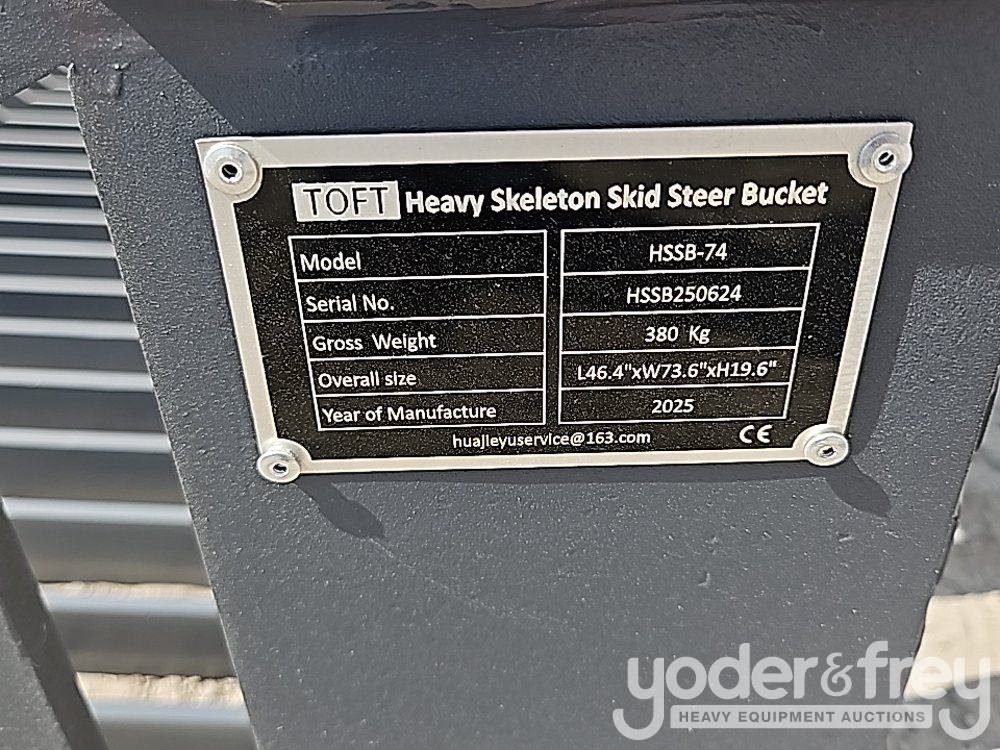 TOFT Heavy Skeleton Skid Steer Bucket
Model HSSB-74
Serial No. HSSB250624
Gross Weight 380 Kg
Overall size L46.4"xW73.6"xH19.6"
Year of Manufacture 2025
huajleyuservice@163.com CE
yoder&frey
HEAVY EQUIPMENT AUCTIONS